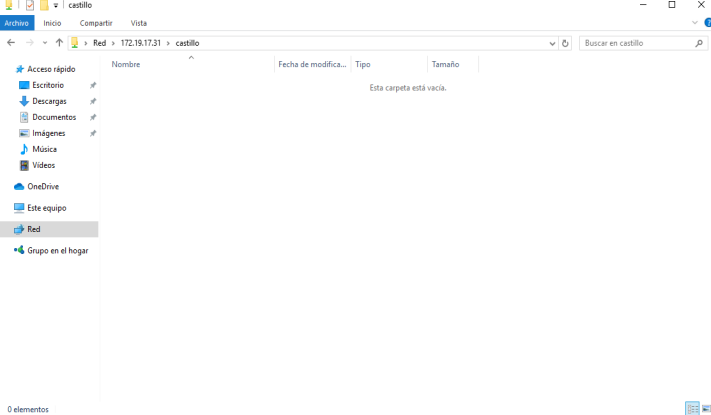 castillo
Archivo Inicio Compartir Vista
Red 172.19.17.31 castillo Buscar en castillo
Nombre Fecha de modifica... Tipo Tamaño
Esta carpeta está vacía.
Acceso rápido
Escritorio
Descargas
Documentos
Imágenes
Música
Vídeos
OneDrive
Este equipo
Red
Grupo en el hogar
0 elementos